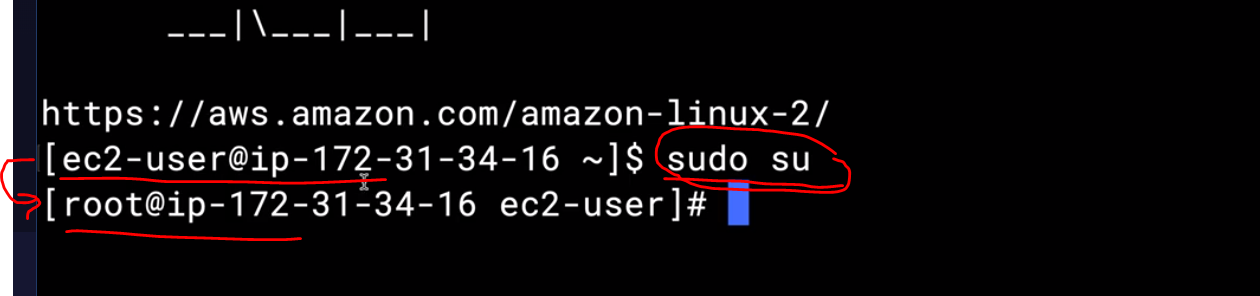 ___|\___|___|
https://aws.amazon.com/amazon-linux-2/
[ec2-user@ip-172-31-34-16 ~]$ sudo su
[root@ip-172-31-34-16 ec2-user]#